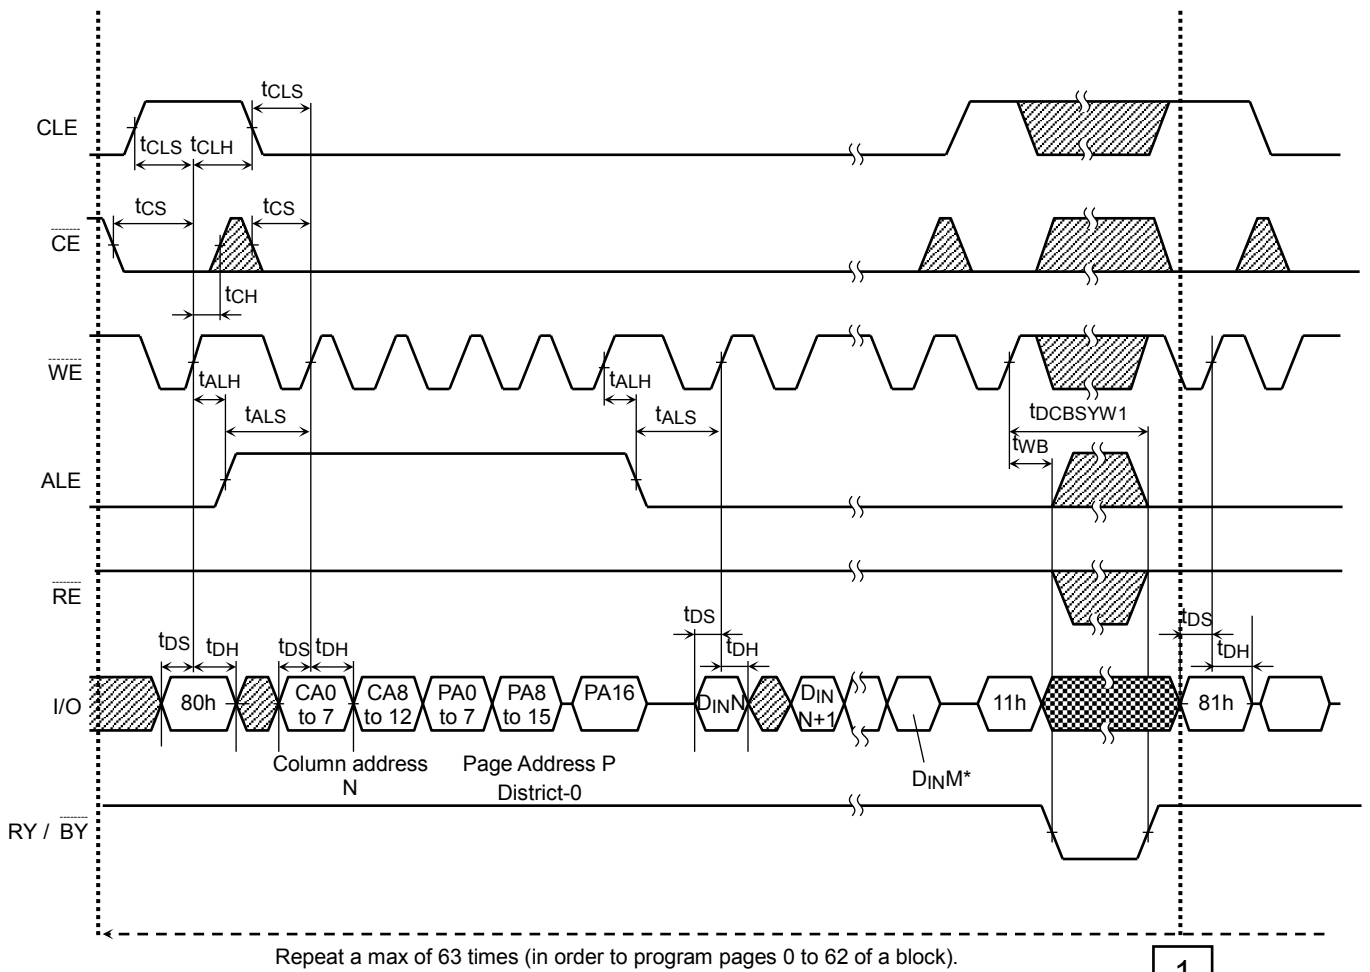 tCLS
CLE
tCLS tCLH
tCS tCS
CE
tCH
WE
tALH tALH
tDCBSYW1
tALS tALS
tWB
ALE
RE
tDS tDH tDS tDH tDS tDH tDS tDH
I/O
80h
CA0 to 7
CA8 to 12
PA0 to 7
PA8 to 15
PA16
DINN
DIN N+1
11h
81h
Column address N
Page Address P District-0
DINM*
RY / BY
Repeat a max of 63 times (in order to program pages 0 to 62 of a block).
1